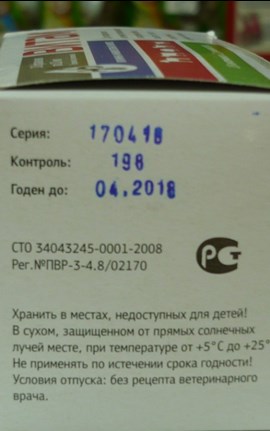 Серия: 170418
Контроль: 198
Годен до: 04.2018
СТО 34043245-0001-2008
Рег.№ПВР-3-4.8/02170
РСТ
Хранить в местах, недоступных для детей!
В сухом, защищенном от прямых солнечных
лучей месте, при температуре от +5°С до +25°
Не применять по истечении срока годности!
Условия отпуска: без рецепта ветеринарного
врача.